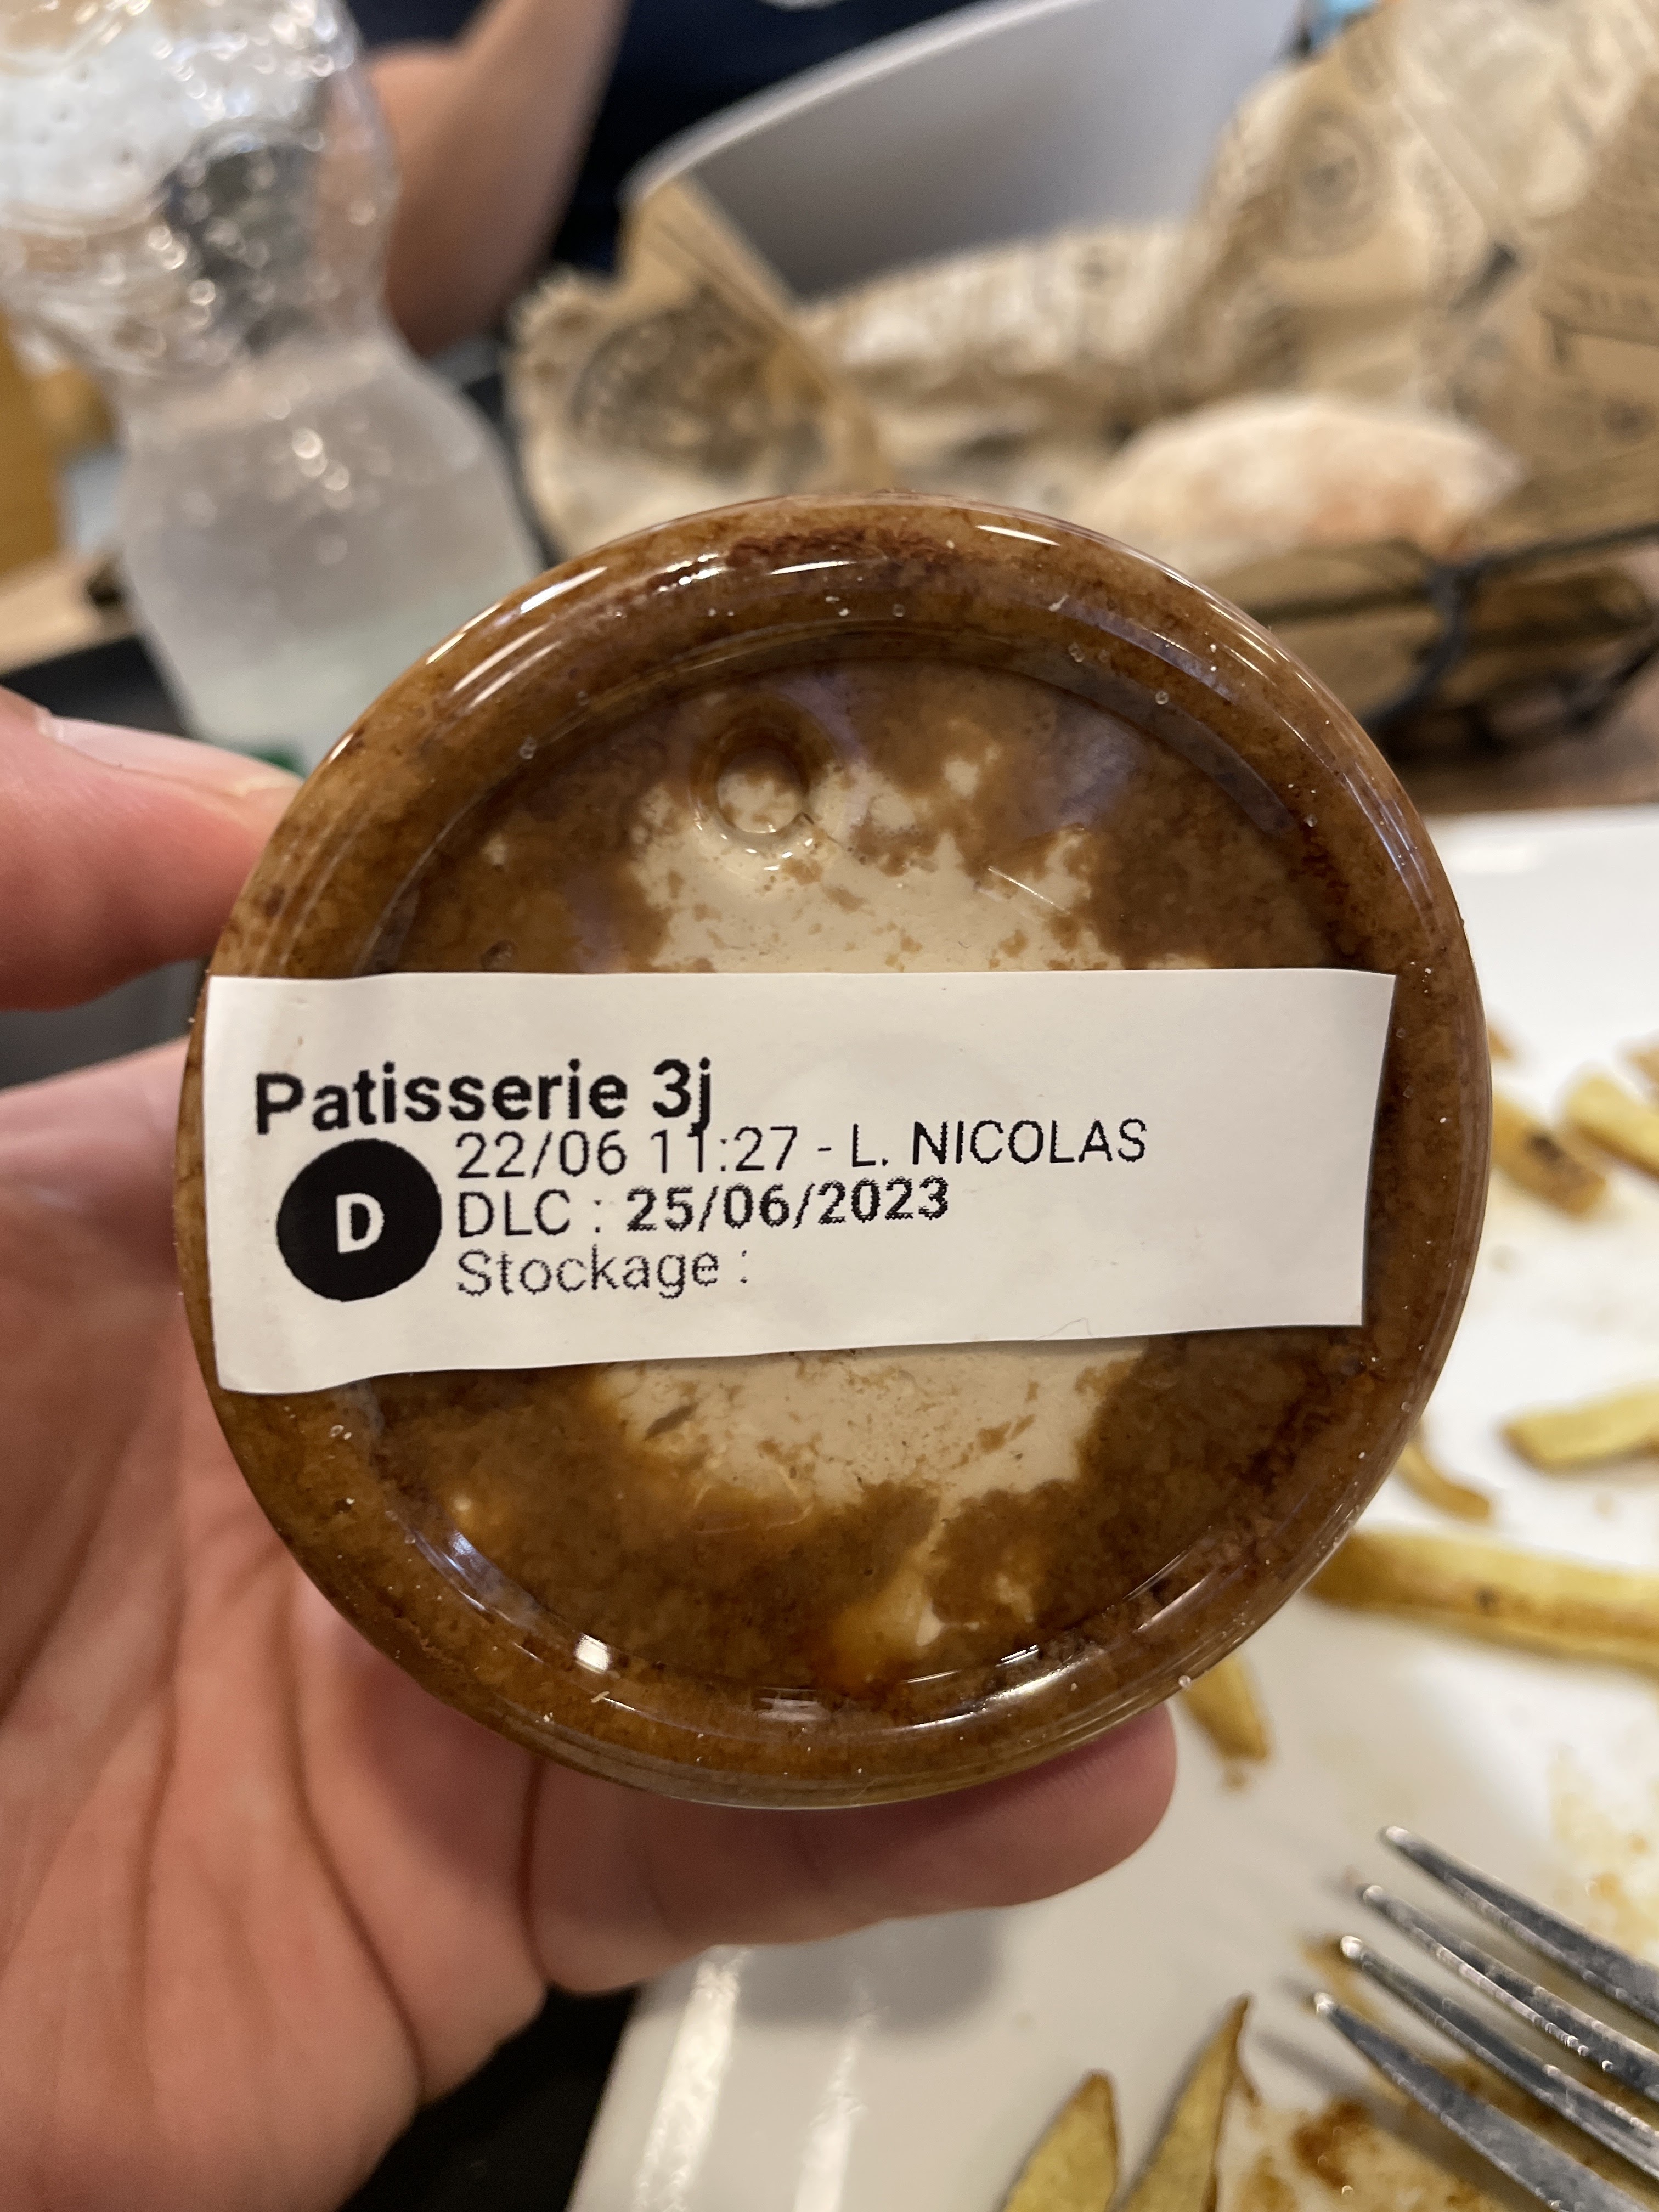 Patisserie 3j
22/06 11:27 - L. NICOLAS
D
DLC : 25/06/2023
Stockage :